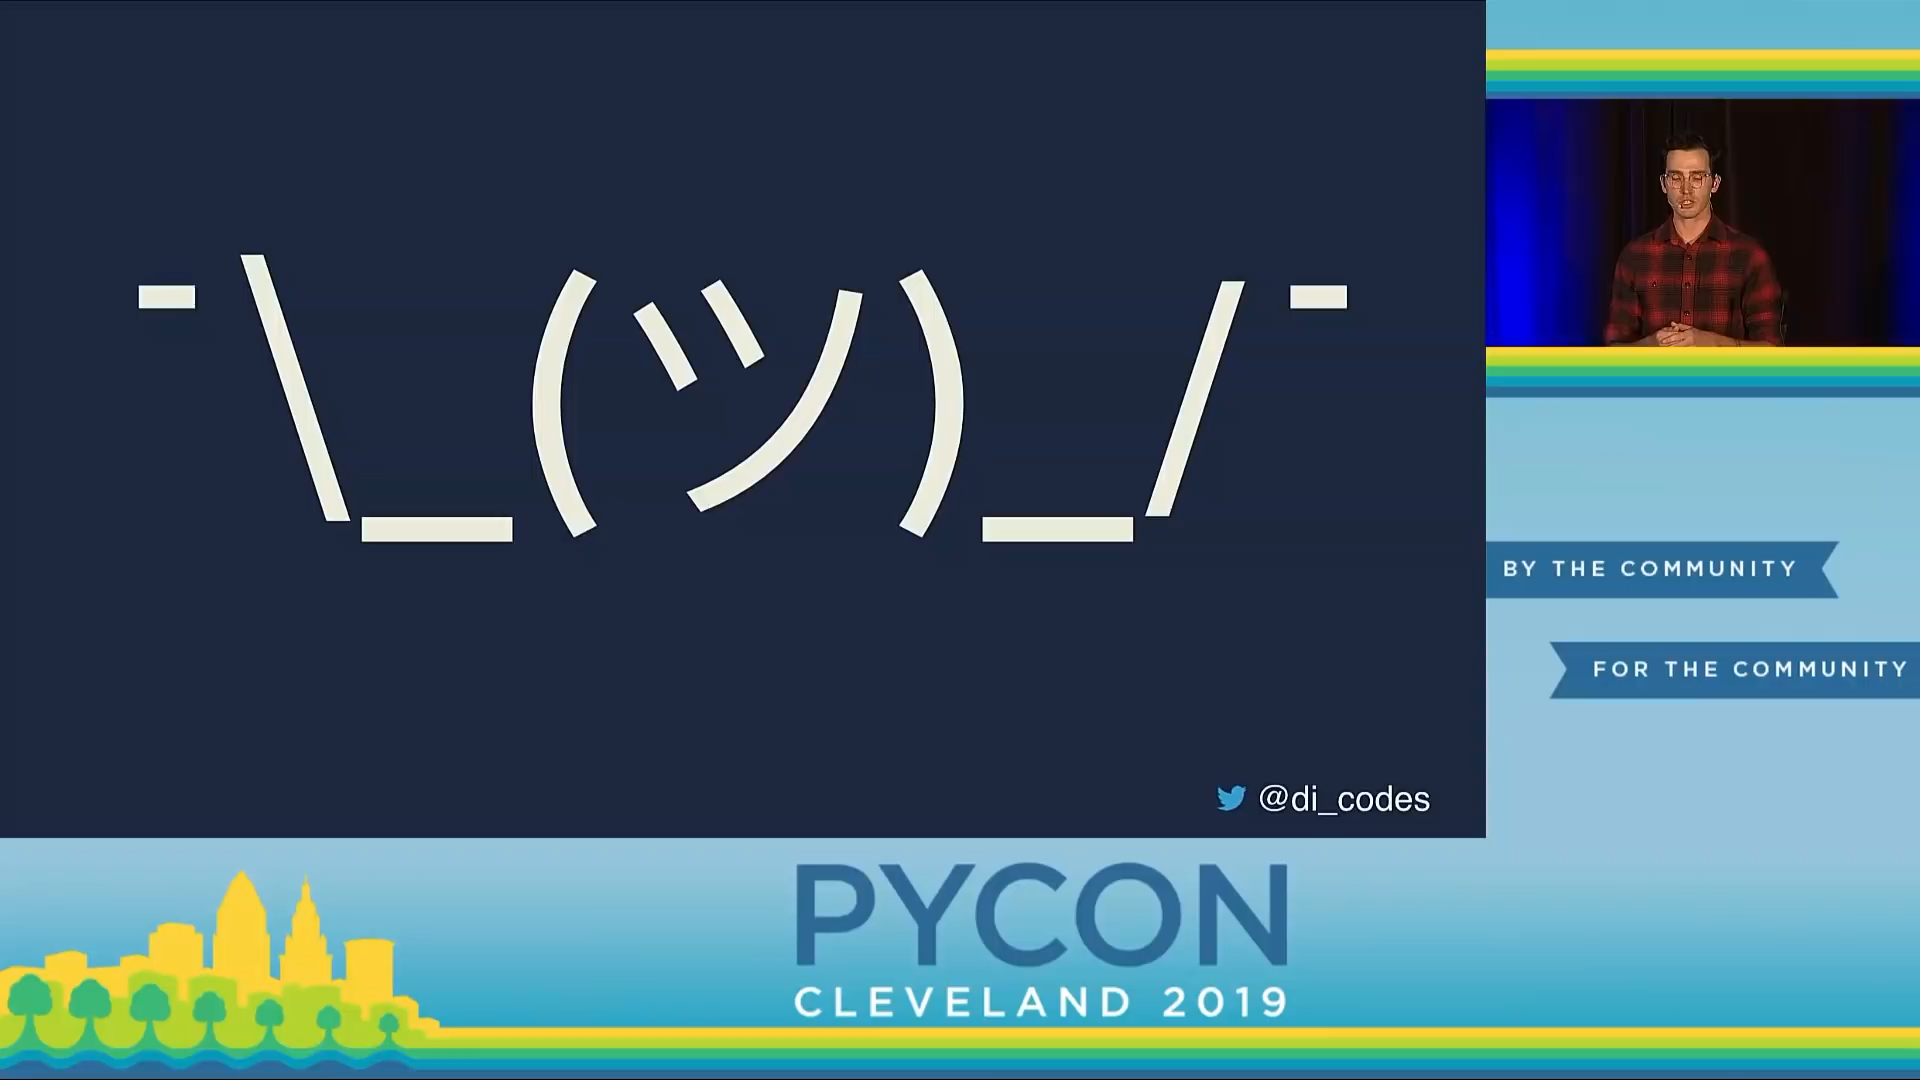 ¯\_(ツ)_/¯
@di_codes
BY THE COMMUNITY
FOR THE COMMUNITY
PYCON
CLEVELAND 2019